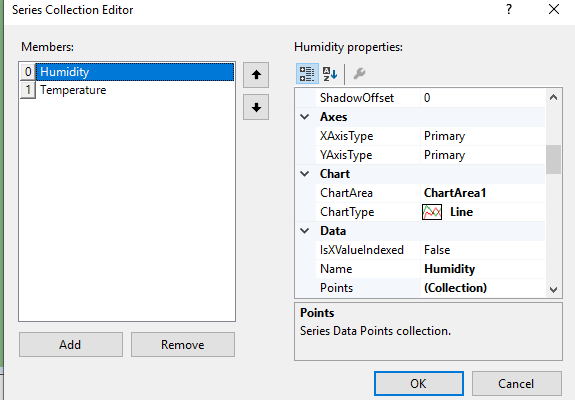 Series Collection Editor ? ×
Members:
0 Humidity
1 Temperature
Add Remove
Humidity properties:
ShadowOffset 0
Axes
XAxisType Primary
YAxisType Primary
Chart
ChartArea ChartArea1
ChartType Line
Data
IsXValueIndexed False
Name Humidity
Points (Collection)
Points
Series Data Points collection.
OK Cancel